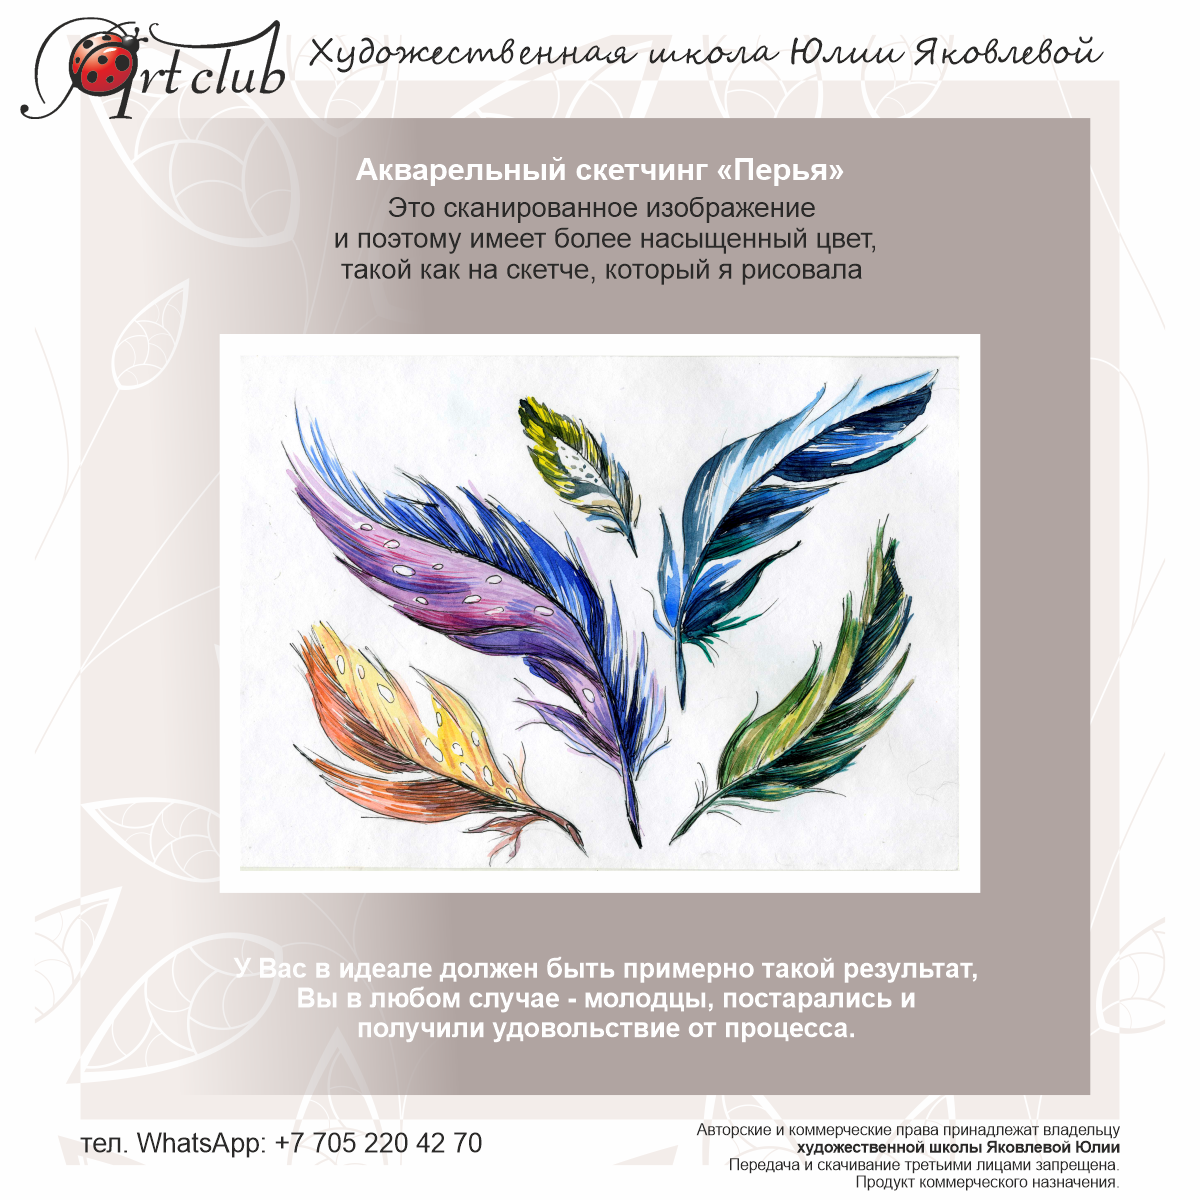 Art club
Художественная школа Юлии Яковлевой
Акварельный скетчинг «Перья»
Это сканированное изображение
и поэтому имеет более насыщенный цвет,
такой как на скетче, который я рисовала
У Вас в идеале должен быть примерно такой результат,
Вы в любом случае - молодцы, постарались и
получили удовольствие от процесса.
тел. WhatsApp: +7 705 220 42 70
Авторские и коммерческие права принадлежат владельцу
художественной школы Яковлевой Юлии
Передача и скачивание третьими лицами запрещена.
Продукт коммерческого назначения.